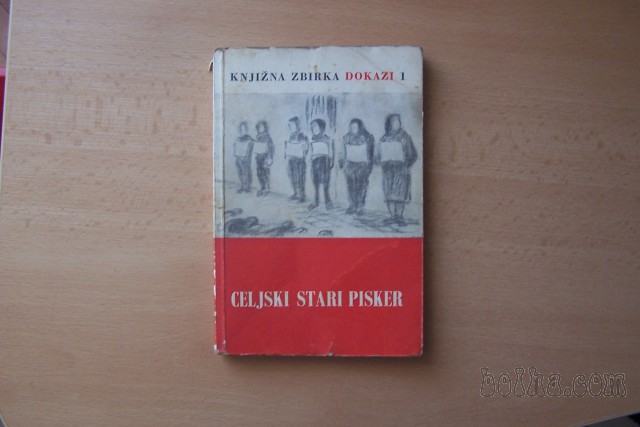 KNJIŽNA ZBIRKA DOKAZI 1
CELJSKI STARI PISKER
bolha.com